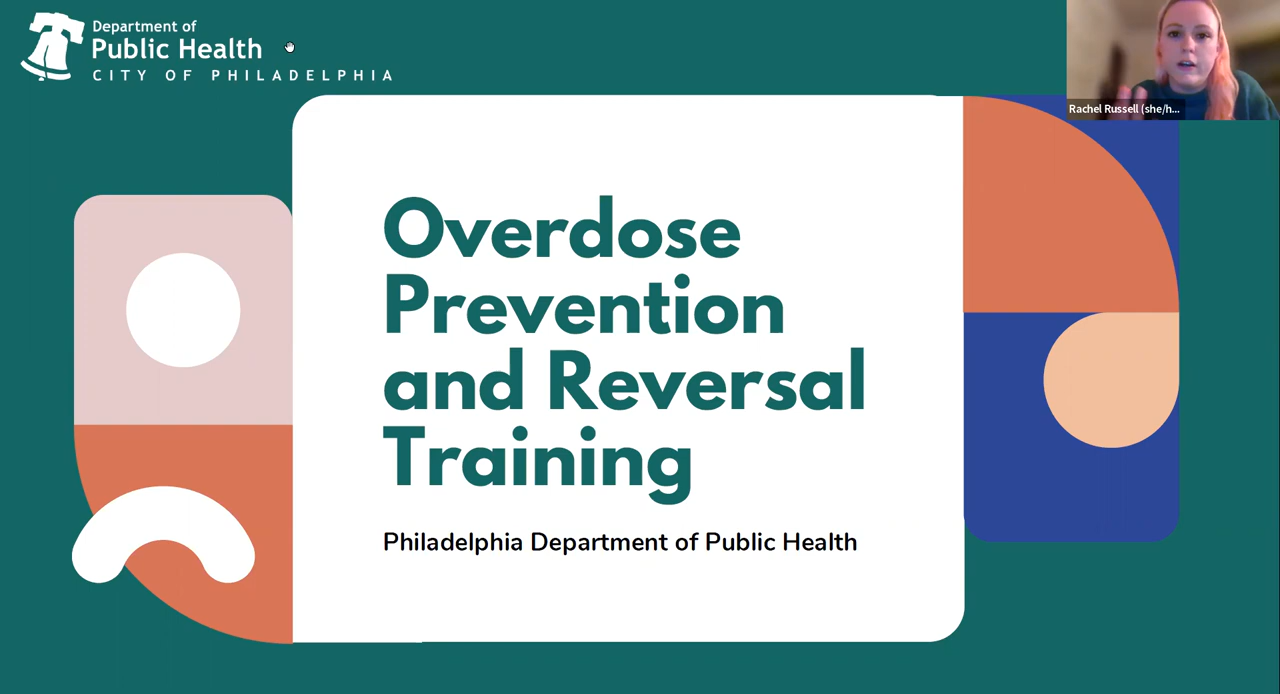 Department of
Public Health
CITY OF PHILADELPHIA
Rachel Russell (she/h...
Overdose
Prevention
and Reversal
Training
Philadelphia Department of Public Health